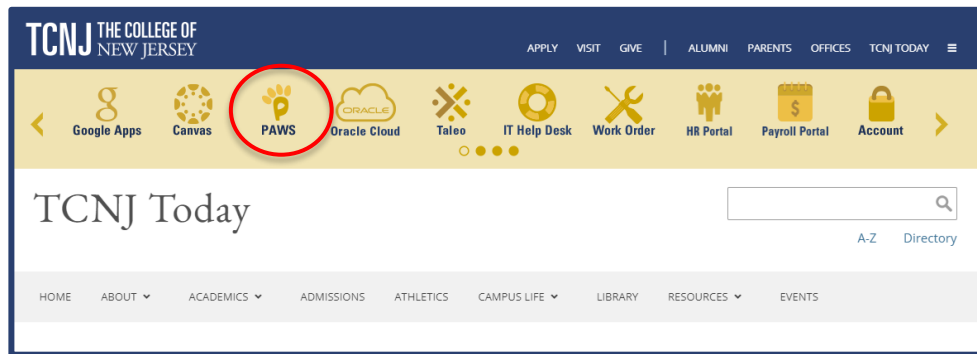 TCNJ THE COLLEGE OF
NEW JERSEY
APPLY VISIT GIVE | ALUMNI PARENTS OFFICES TCNJ TODAY ≡
g
ORACLE
$
Google Apps Canvas PAWS Oracle Cloud Taleo IT Help Desk Work Order HR Portal Payroll Portal Account
TCNJ Today
A-Z Directory
HOME ABOUT ACADEMICS ADMISSIONS ATHLETICS CAMPUS LIFE LIBRARY RESOURCES EVENTS